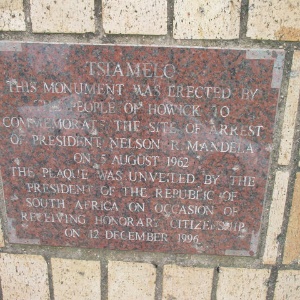 TSIAMELO
THIS MONUMENT WAS ERECTED BY
THE PEOPLE OF HOWICK TO
COMMEMORATE THE SITE OF ARREST
OF PRESIDENT NELSON R MANDELA
ON 5 AUGUST 1962
THE PLAQUE WAS UNVEILED BY THE
PRESIDENT OF THE REPUBLIC OF
SOUTH AFRICA ON OCCASION OF
RECEIVING HONORARY CITIZENSHIP
ON 12 DECEMBER 1996